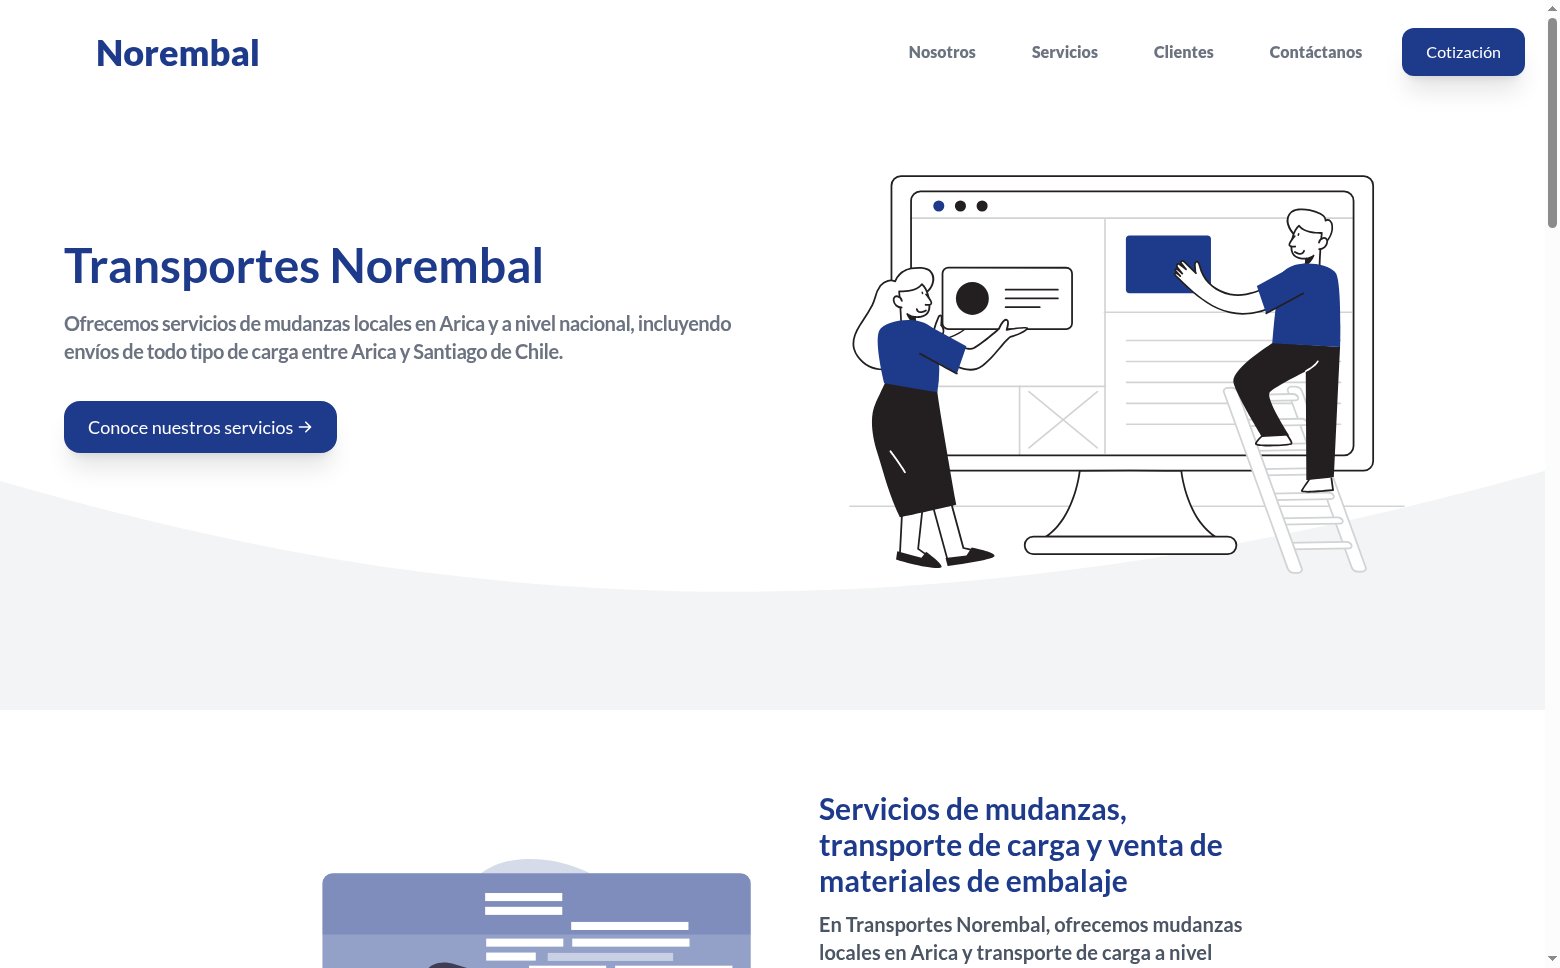 Norembal
Nosotros
Servicios
Clientes
Contáctanos
Cotización
Transportes Norembal
Ofrecemos servicios de mudanzas locales en Arica y a nivel nacional, incluyendo
envíos de todo tipo de carga entre Arica y Santiago de Chile.
Conoce nuestros servicios →
Servicios de mudanzas,
transporte de carga y venta de
materiales de embalaje
En Transportes Norembal, ofrecemos mudanzas
locales en Arica y transporte de carga a nivel